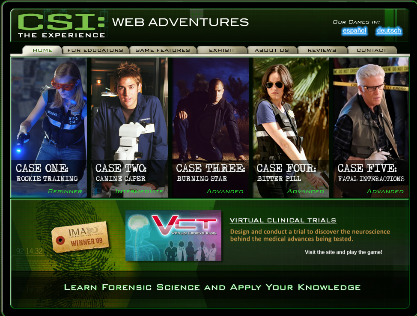 CSI:
THE EXPERIENCE
WEB ADVENTURES
OUR GAMES IN:
español deutsch
HOME FOR EDUCATORS GAME FEATURES EXHIBIT ABOUT US REVIEWS CONTACT
CASE ONE:
ROOKIE TRAINING
BEGINNER
CASE TWO:
CANINE CAPER
INTERMEDIATE
CASE THREE:
BURNING STAR
ADVANCED
CASE FOUR:
BITTER PILL
ADVANCED
CASE FIVE:
FATAL INTERACTIONS
ADVANCED
WINNER
VCT
VIRTUAL CLINICAL TRIALS
Design and conduct a trial to discover the neuroscience
behind the medical advances being tested.
Visit the site and play the game!
LEARN FORENSIC SCIENCE AND APPLY YOUR KNOWLEDGE